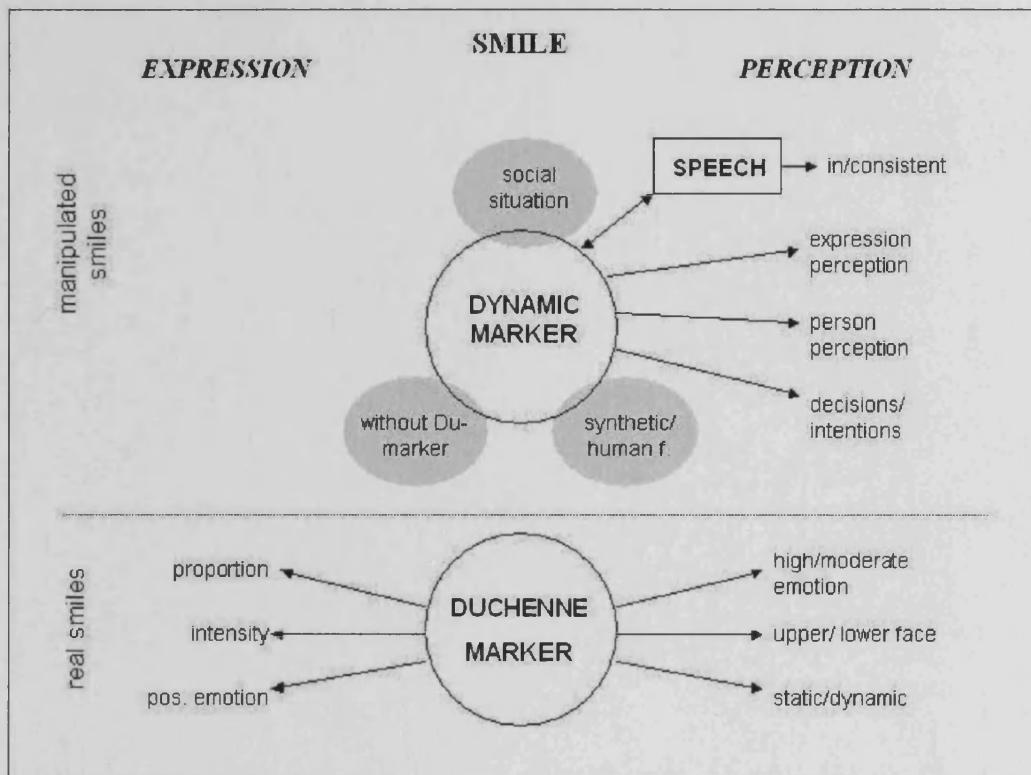 SMILE
EXPRESSION
PERCEPTION
manipulated
smiles
social
situation
SPEECH
in/consistent
expression
perception
DYNAMIC
MARKER
person
perception
decisions/
intentions
without Du-
marker
synthetic/
human f.
real smiles
proportion
intensity
pos. emotion
DUCHENNE
MARKER
high/moderate
emotion
upper/ lower face
static/dynamic